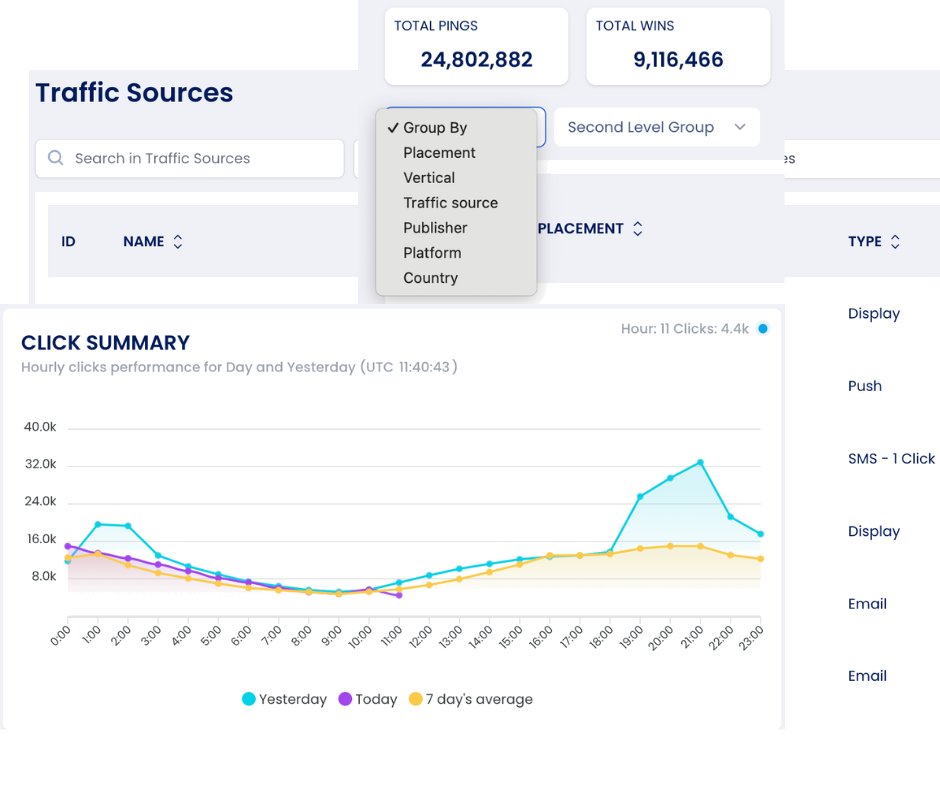 TOTAL PINGS
24,802,882
TOTAL WINS
9,116,466
Traffic Sources
Search in Traffic Sources
✓ Group By
Placement
Vertical
Traffic source
Publisher
Platform
Country
Second Level Group
ID
NAME
PLACEMENT
TYPE
Display
Push
SMS - 1 Click
Display
Email
Email
CLICK SUMMARY
Hourly clicks performance for Day and Yesterday (UTC 11:40:43)
Hour: 11 Clicks: 4.4k
40.0k
32.0k
24.0k
16.0k
8.0k
0:00 1:00 2:00 3:00 4:00 5:00 6:00 7:00 8:00 9:00 10:00 11:00 12:00 13:00 14:00 15:00 16:00 17:00 18:00 19:00 20:00 21:00 22:00 23:00
Yesterday Today 7 day's average